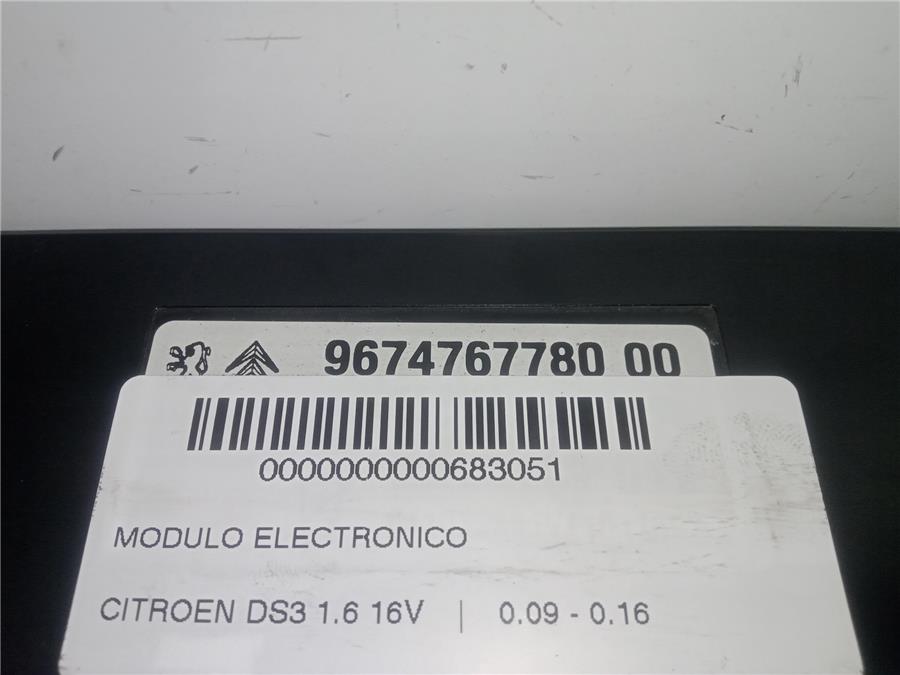 9674767780 00
0000000000683051
MODULO ELECTRONICO
CITROEN DS3 1.6 16V | 0.09 - 0.16